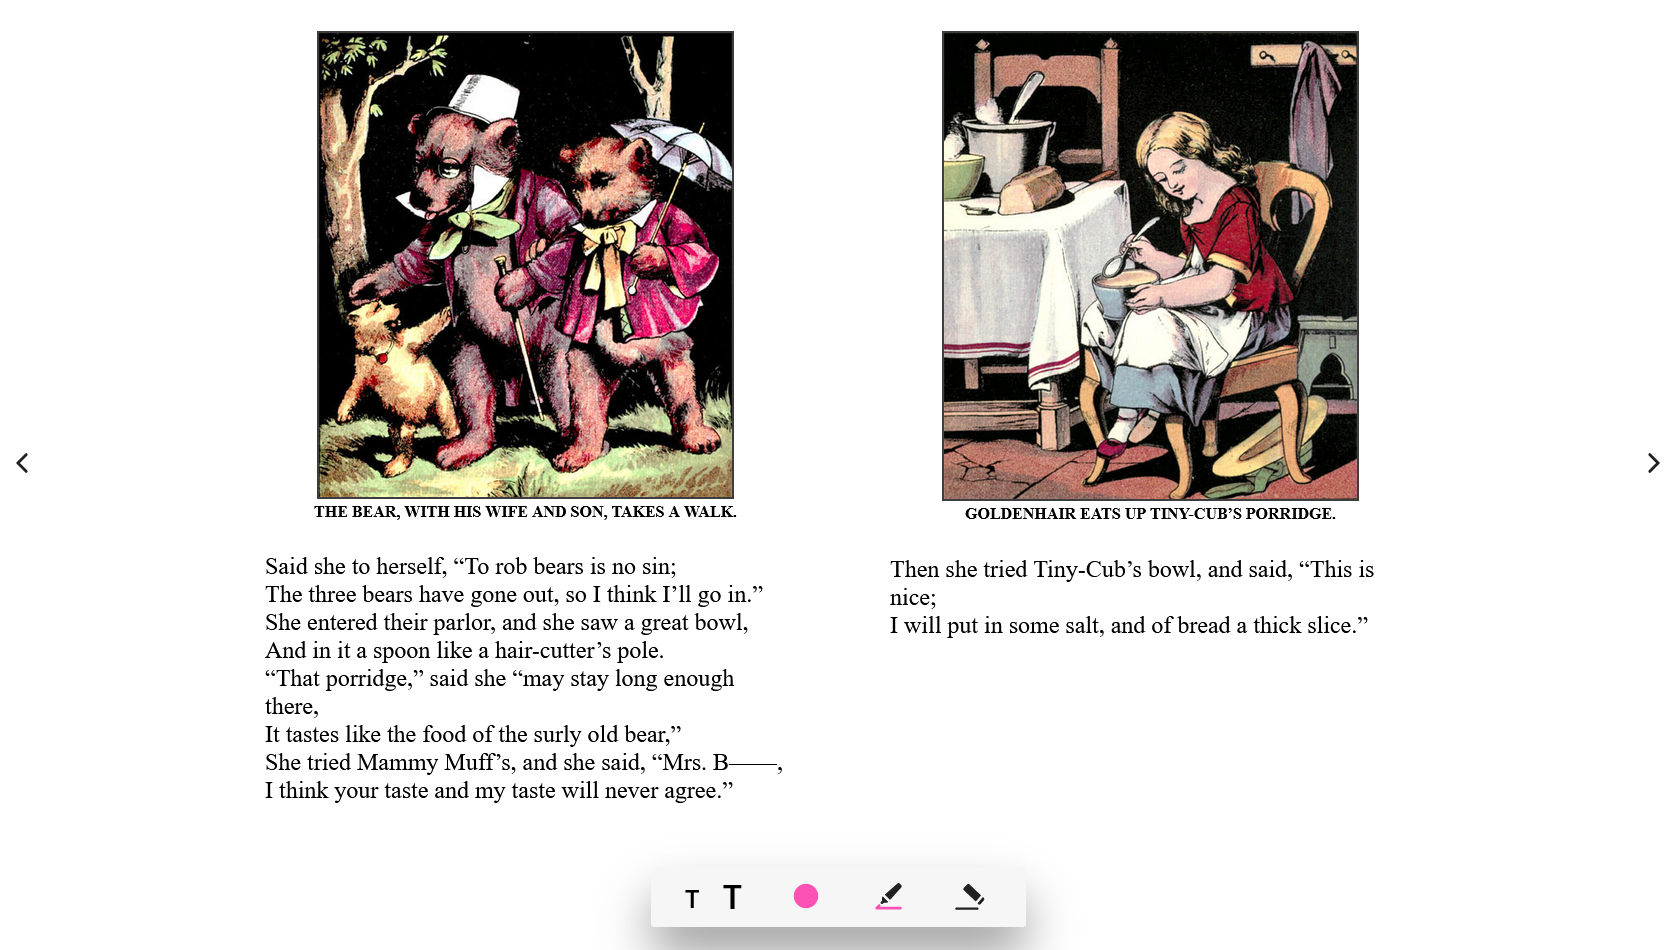 THE BEAR, WITH HIS WIFE AND SON, TAKES A WALK.
Said she to herself, “To rob bears is no sin;
The three bears have gone out, so I think I’ll go in.”
She entered their parlor, and she saw a great bowl,
And in it a spoon like a hair-cutter’s pole.
“That porridge,” said she “may stay long enough
there,
It tastes like the food of the surly old bear,”
She tried Mammy Muff’s, and she said, “Mrs. B——,
I think your taste and my taste will never agree.”
GOLDENHAIR EATS UP TINY-CUB’S PORRIDGE.
Then she tried Tiny-Cub’s bowl, and said, “This is
nice;
I will put in some salt, and of bread a thick slice.”
T T